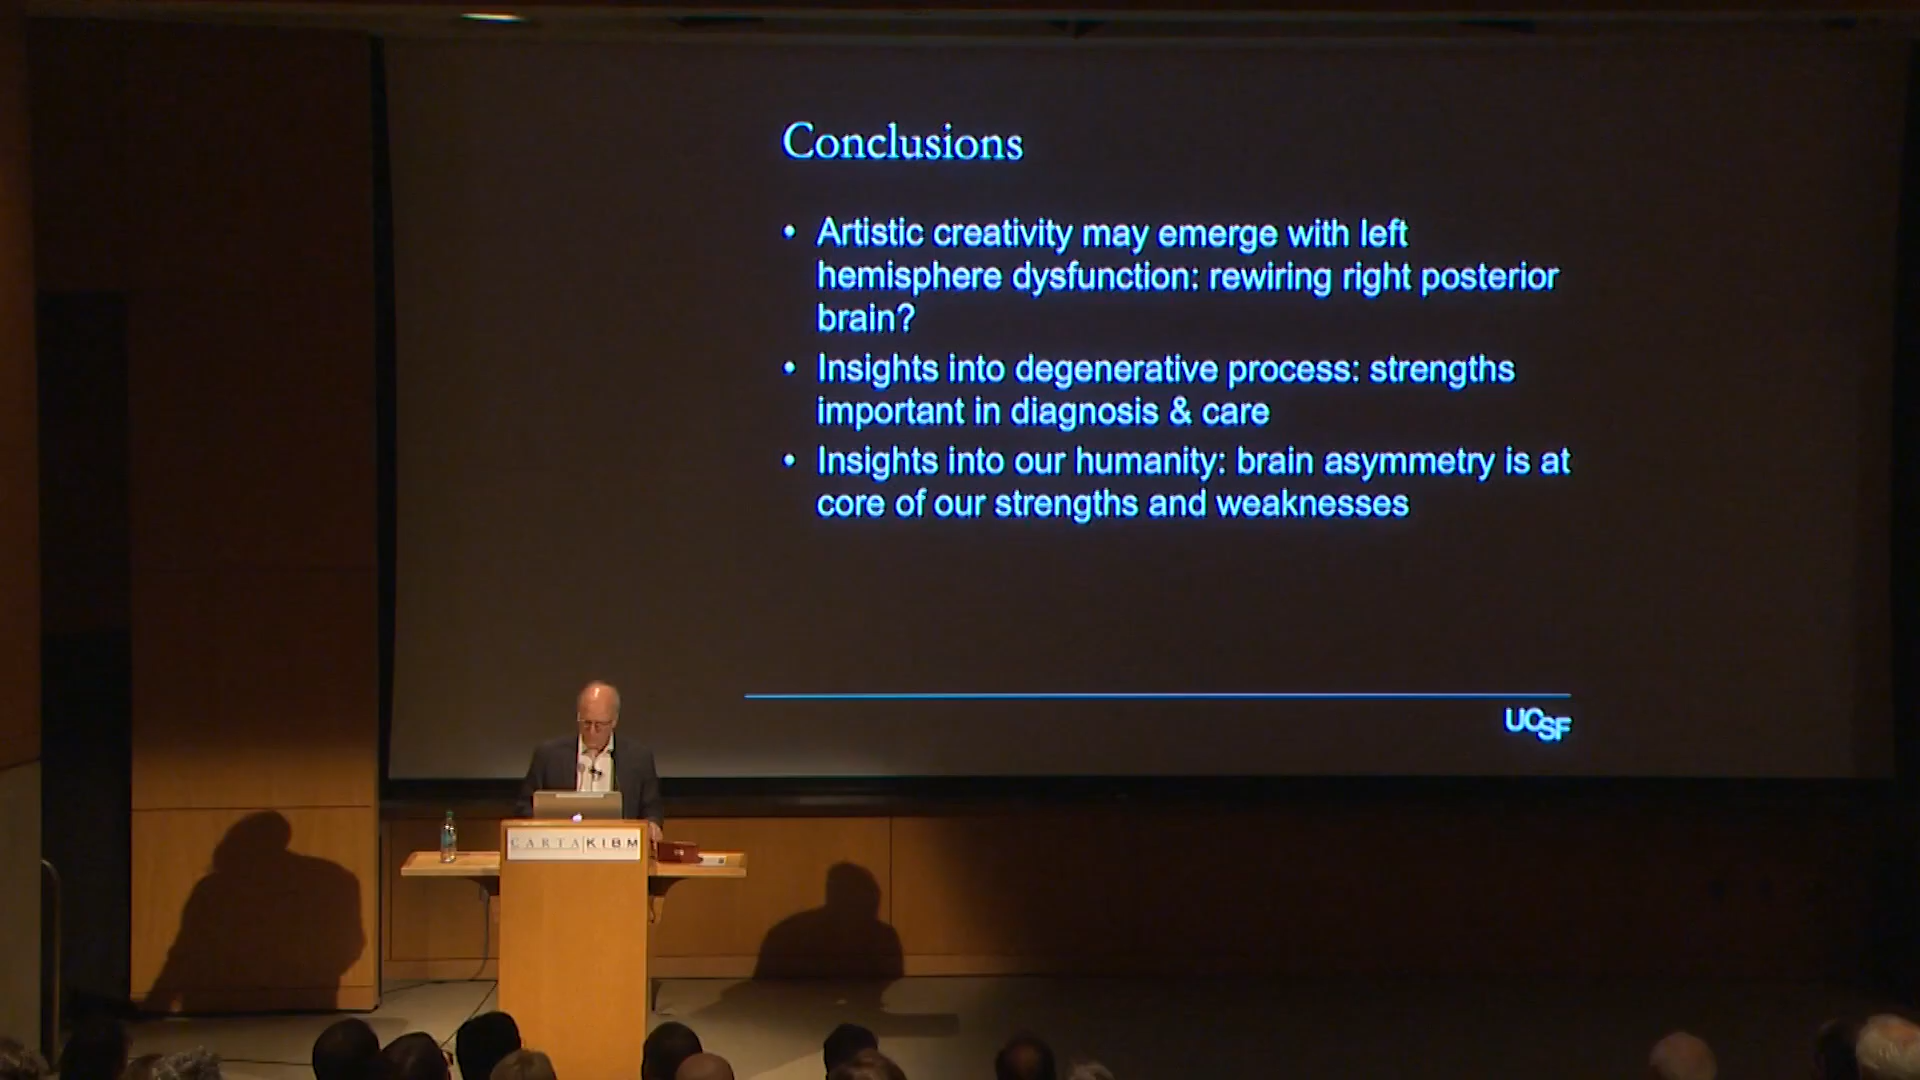 Conclusions
• Artistic creativity may emerge with left
hemisphere dysfunction: rewiring right posterior
brain?
• Insights into degenerative process: strengths
important in diagnosis & care
• Insights into our humanity: brain asymmetry is at
core of our strengths and weaknesses
UCSF
CARTA|KIBM